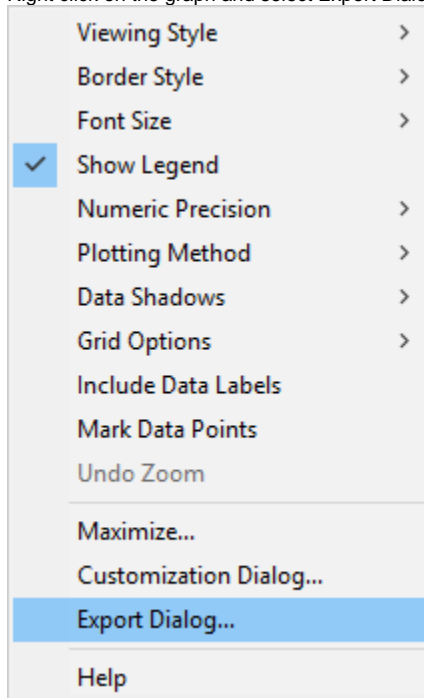 Right click on the graph and select Export Dialo
Viewing Style
Border Style
Font Size
Show Legend
Numeric Precision
Plotting Method
Data Shadows
Grid Options
Include Data Labels
Mark Data Points
Undo Zoom
Maximize...
Customization Dialog...
Export Dialog...
Help